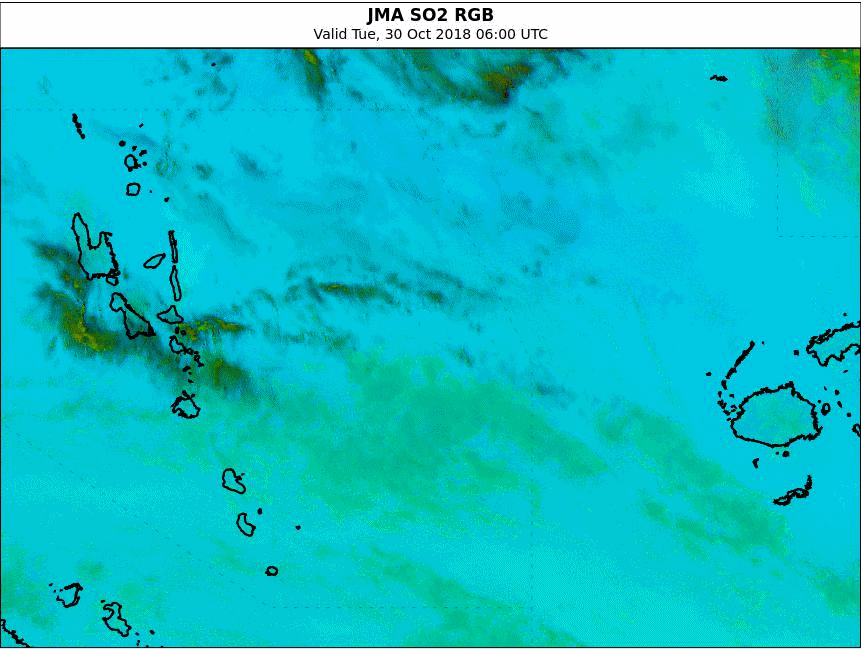 JMA SO2 RGB
Valid Tue, 30 Oct 2018 06:00 UTC